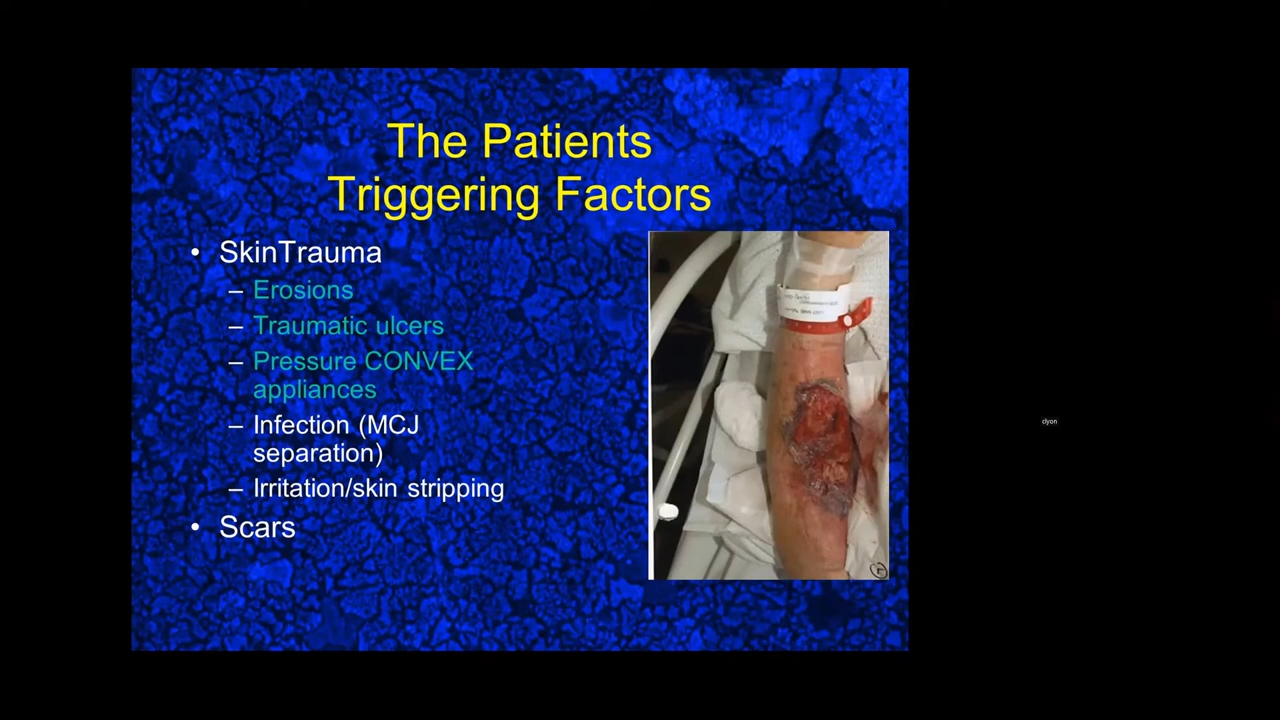 The Patients
Triggering Factors
• SkinTrauma
– Erosions
– Traumatic ulcers
– Pressure CONVEX
appliances
– Infection (MCJ
separation)
– Irritation/skin stripping
• Scars
clyon